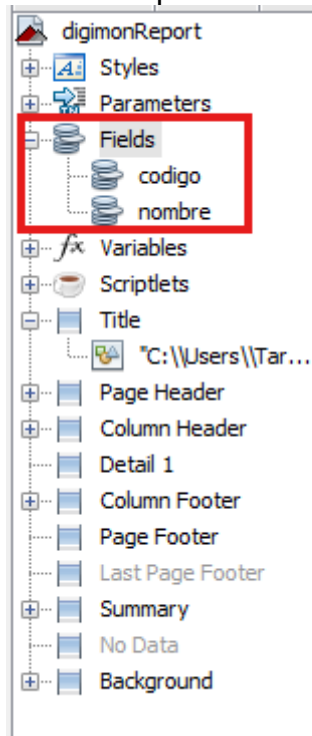 digimonReport
Styles
Parameters
Fields
codigo
nombre
fx Variables
Scriptlets
Title
"C:\\Users\\Tar...
Page Header
Column Header
Detail 1
Column Footer
Page Footer
Last Page Footer
Summary
No Data
Background